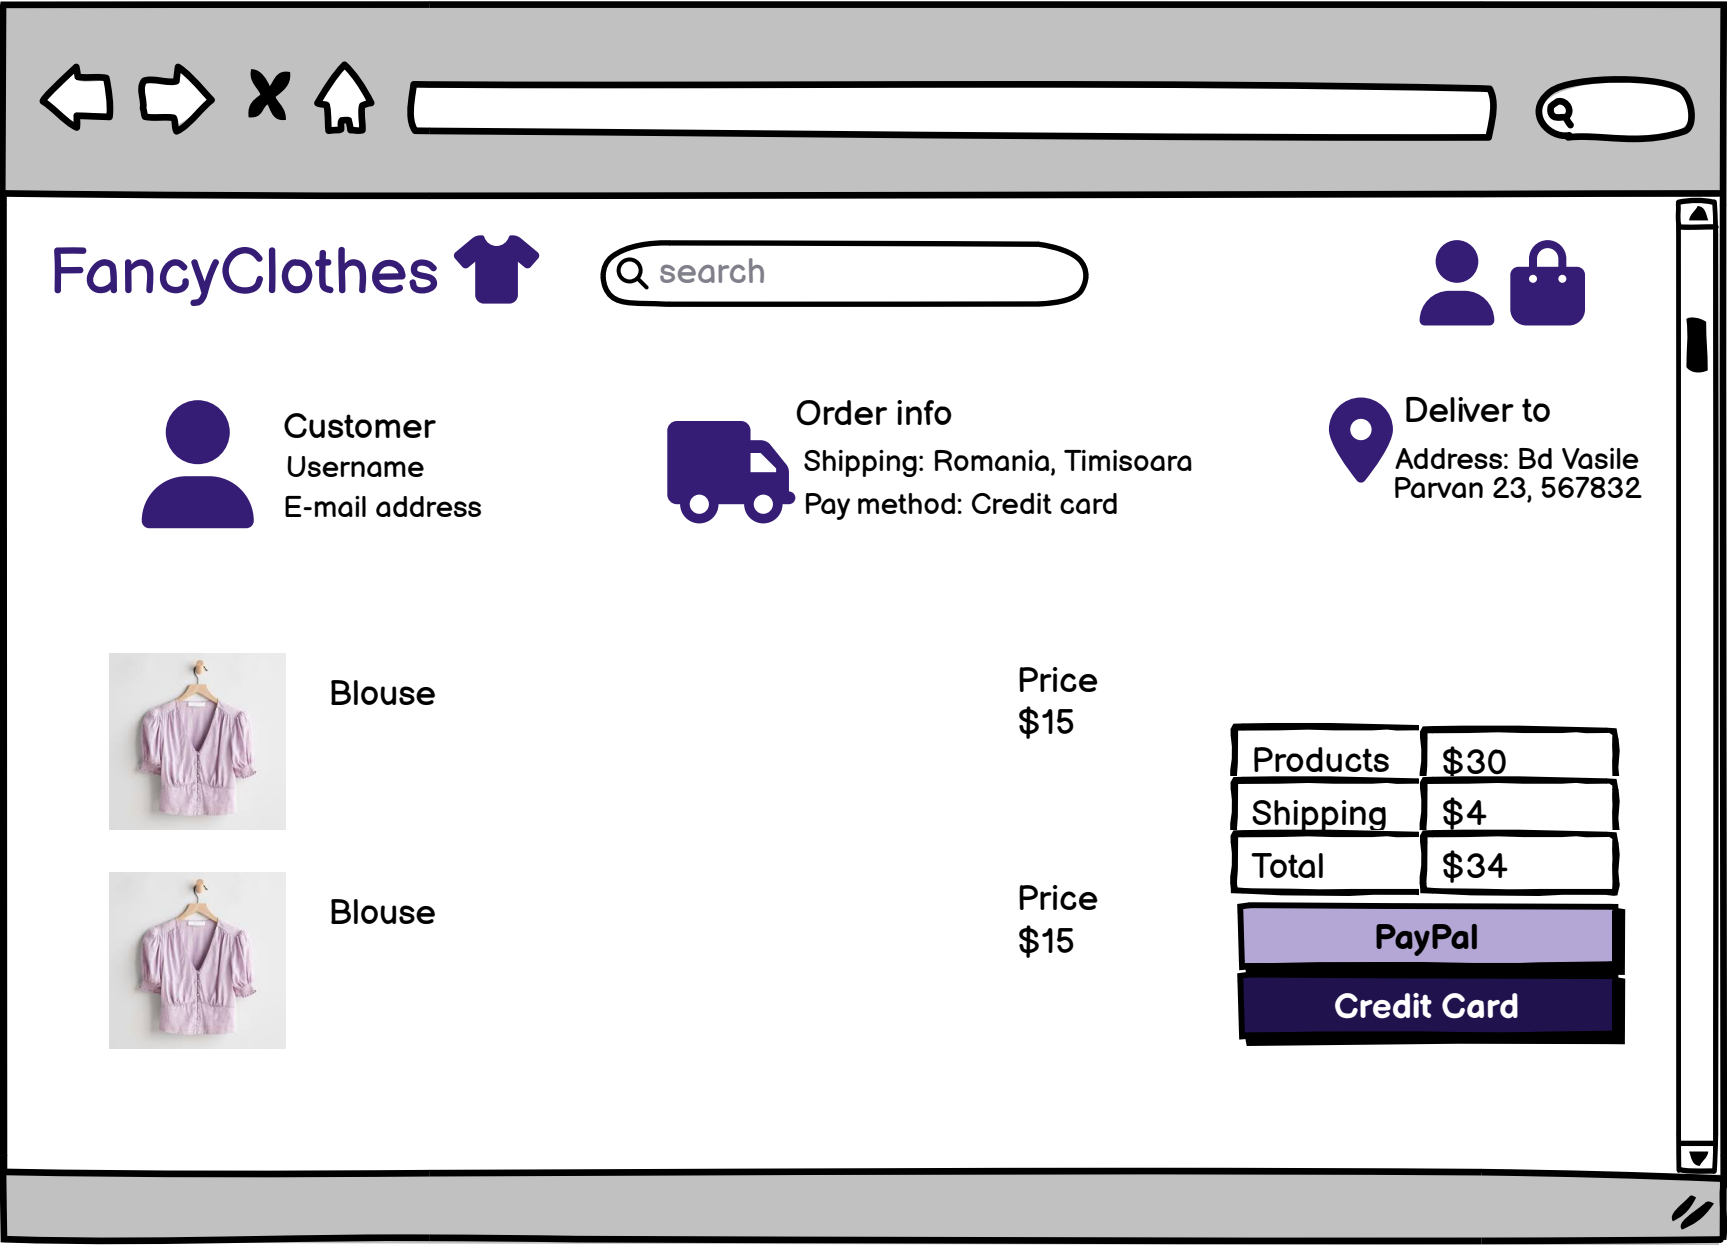 FancyClothes
search
Customer
Username
E-mail address
Order info
Shipping: Romania, Timisoara
Pay method: Credit card
Deliver to
Address: Bd Vasile
Parvan 23, 567832
Blouse
Price
$15
Products $30
Shipping $4
Total $34
Blouse
Price
$15
PayPal
Credit Card